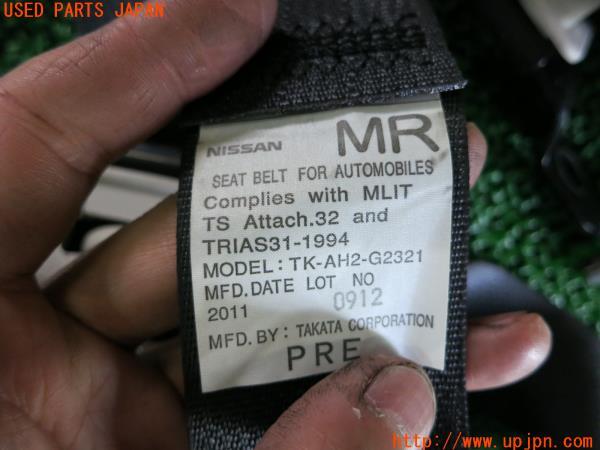 USED PARTS JAPAN
NISSAN MR
SEAT BELT FOR AUTOMOBILES
Complies with MLIT
TS Attach.32 and
TRIAS31-1994
MODEL: TK-AH2-G2321
MFD.DATE LOT NO
2011 0912
MFD. BY: TAKATA CORPORATION
PRE
http://www.upjpn.com